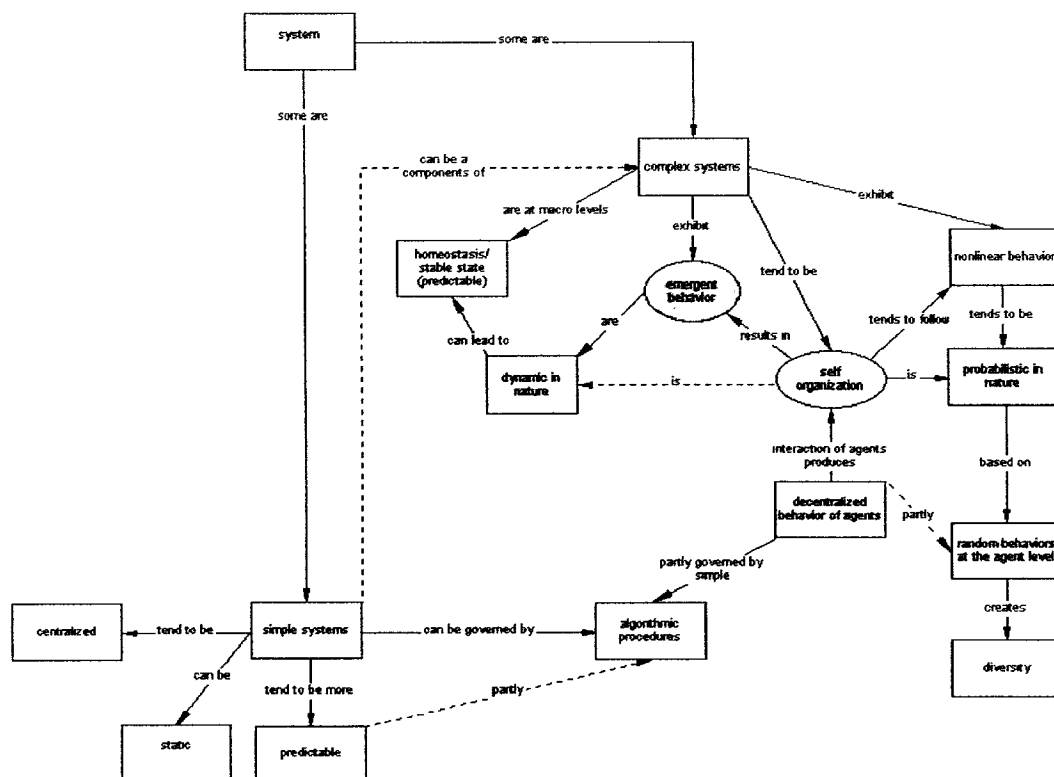 system
some are
some are
can be a
components of
complex systems
exhibit
are at macro levels
exhibit
homeostasis/
stable state
(predictable)
tend to be
nonlinear behavior
emergent
behavior
are
tends to follow
tends to be
can lead to
results in
dynamic in
nature
is
self
organization
is
probabilistic in
nature
interaction of agents
produces
based on
decentralized
behavior of agents
partly
random behaviors
at the agent level
partly governed by
simple
creates
centralized
tend to be
simple systems
can be governed by
algorithmic
procedures
diversity
can be
tend to be more
partly
static
predictable